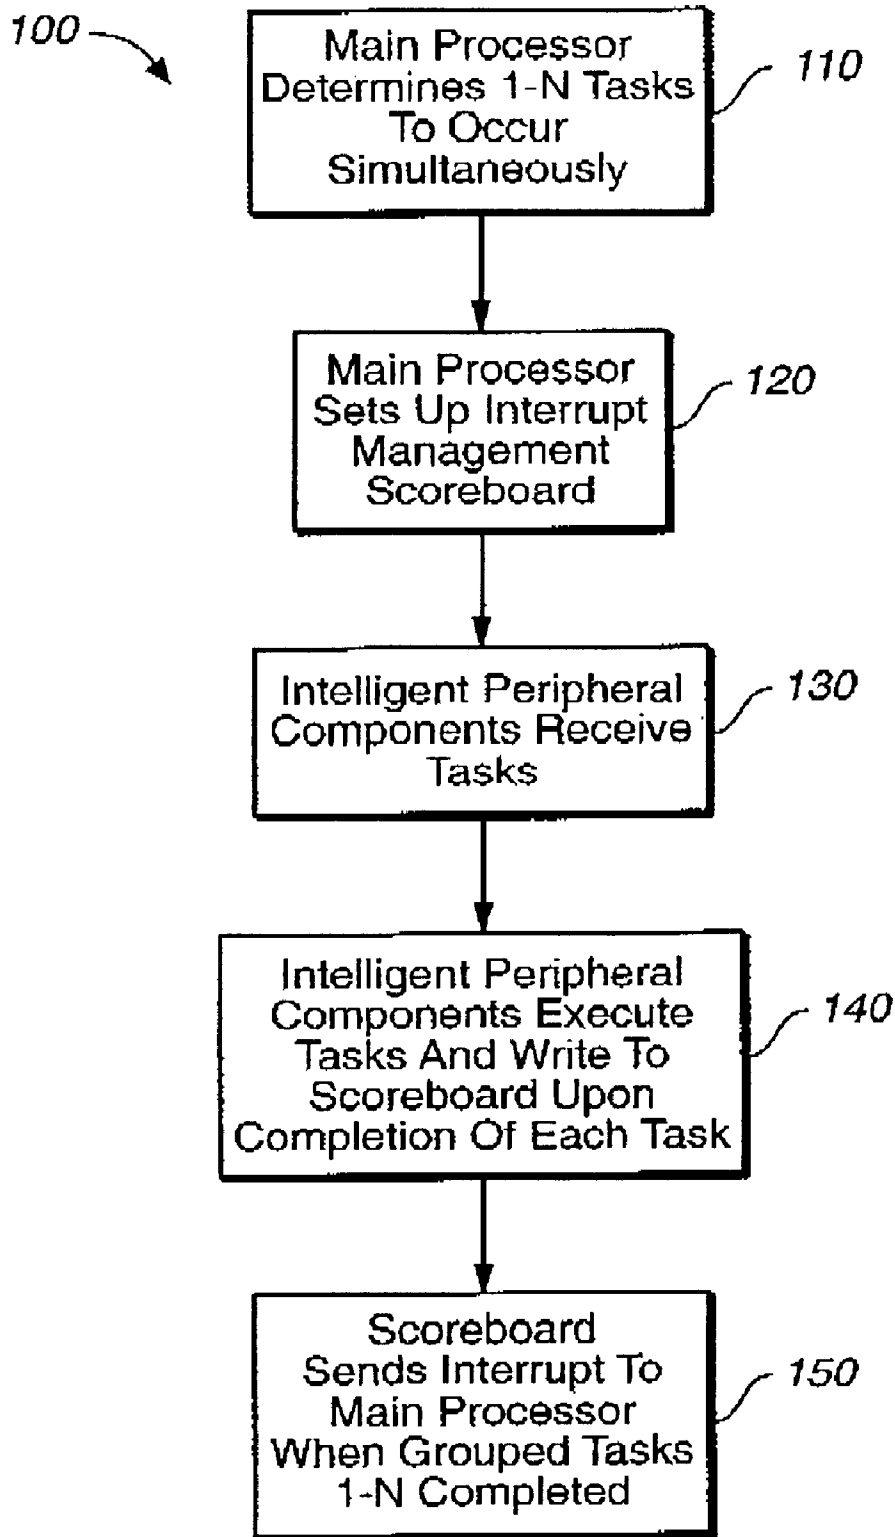 100
Main Processor
Determines 1-N Tasks
To Occur
Simultaneously
110
Main Processor
Sets Up Interrupt
Management
Scoreboard
120
Intelligent Peripheral
Components Receive
Tasks
130
Intelligent Peripheral
Components Execute
Tasks And Write To
Scoreboard Upon
Completion Of Each Task
140
Scoreboard
Sends Interrupt To
Main Processor
When Grouped Tasks
1-N Completed
150